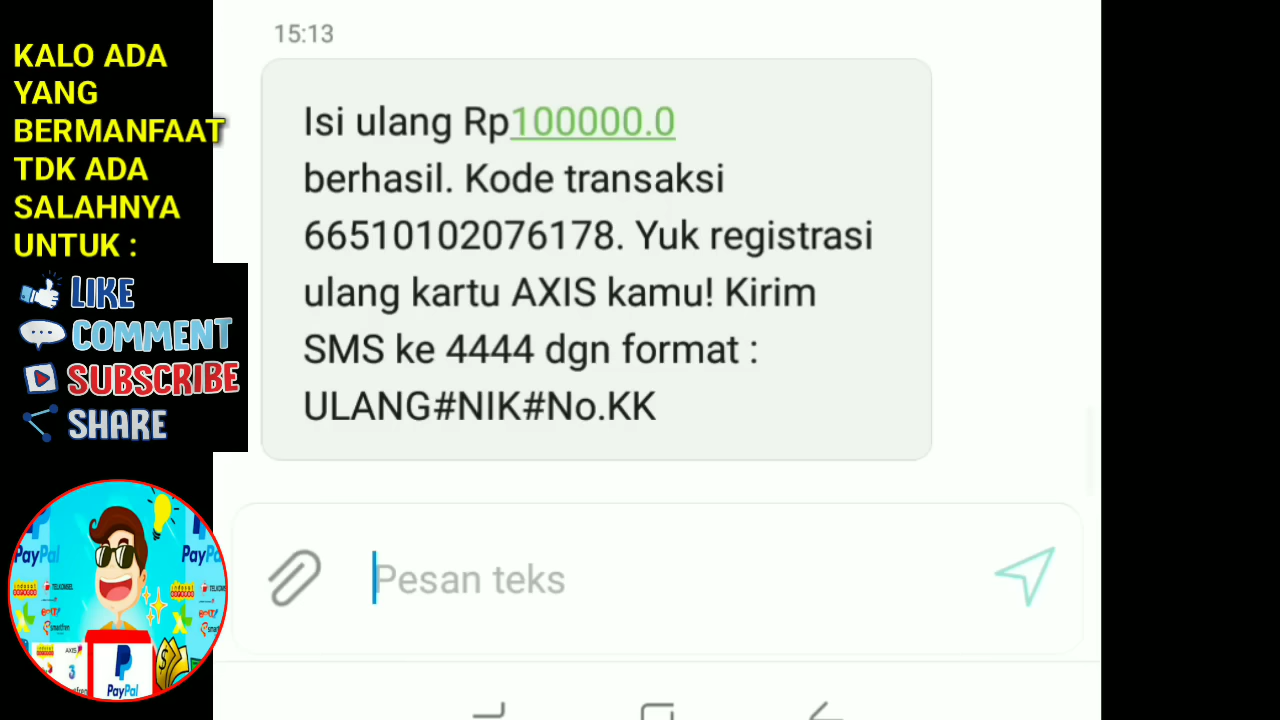 KALO ADA
YANG
BERMANFAAT
TDK ADA
SALAHNYA
UNTUK :
LIKE
COMMENT
SUBSCRIBE
SHARE
PayPal
PayPal
15:13
Isi ulang Rp100000.0
berhasil. Kode transaksi
66510102076178. Yuk registrasi
ulang kartu AXIS kamu! Kirim
SMS ke 4444 dgn format :
ULANG#NIK#No.KK
Pesan teks